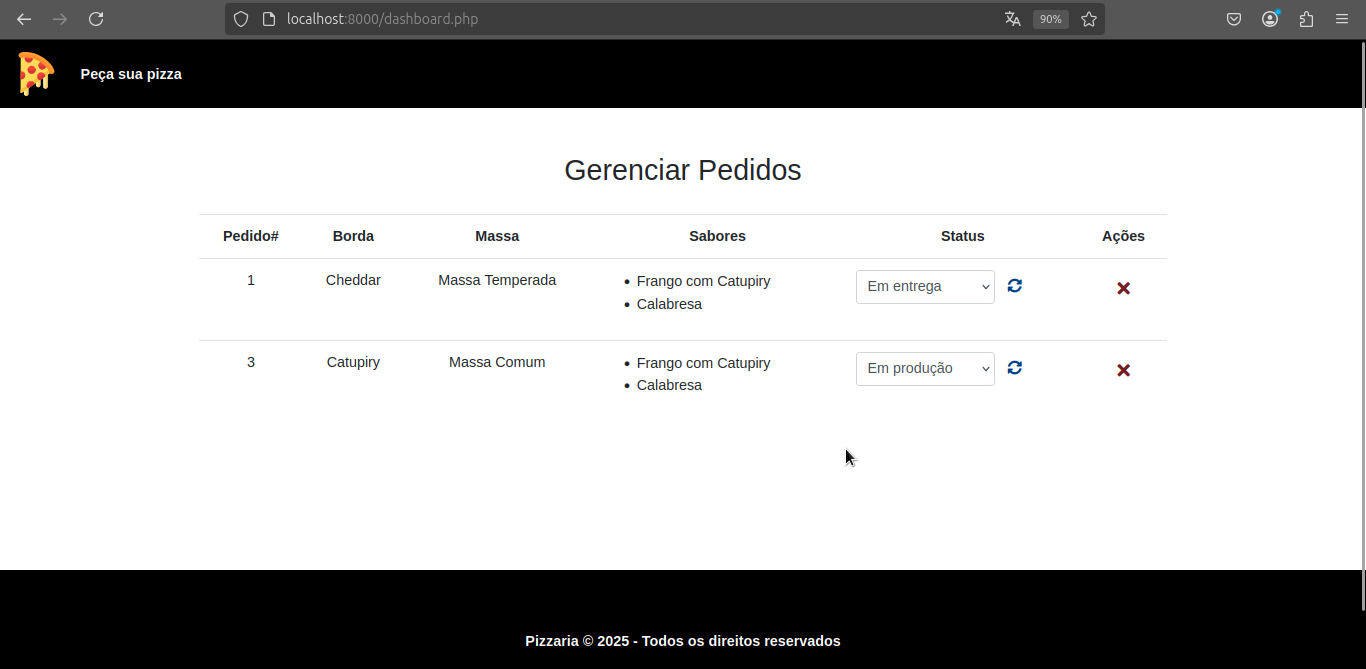 localhost:8000/dashboard.php 90%
Peça sua pizza
Gerenciar Pedidos
Pedido# Borda Massa Sabores Status Ações
1 Cheddar Massa Temperada Frango com Catupiry Em entrega
Calabresa
3 Catupiry Massa Comum Frango com Catupiry Em produção
Calabresa
Pizzaria © 2025 - Todos os direitos reservados